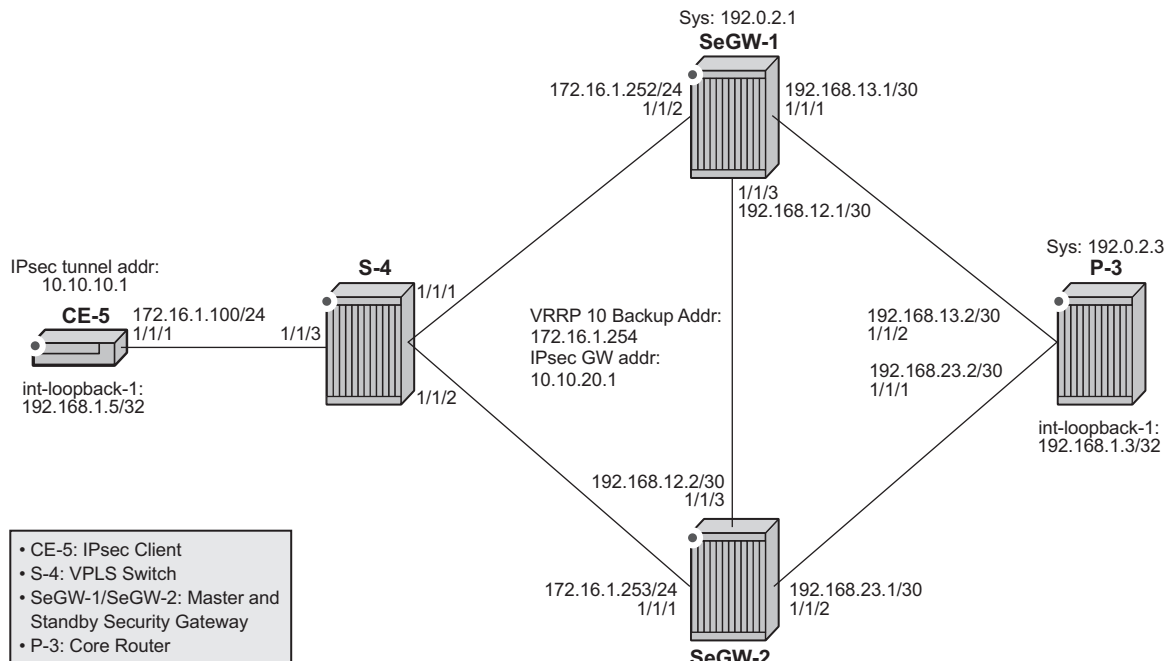 Sys: 192.0.2.1
SeGW-1
172.16.1.252/24
1/1/2
192.168.13.1/30
1/1/1
1/1/3
192.168.12.1/30
IPsec tunnel addr:
10.10.10.1
CE-5
172.16.1.100/24
1/1/1
int-loopback-1:
192.168.1.5/32
S-4
1/1/1
1/1/3
1/1/2
VRRP 10 Backup Addr:
172.16.1.254
IPsec GW addr:
10.10.20.1
Sys: 192.0.2.3
P-3
192.168.13.2/30
1/1/2
192.168.23.2/30
1/1/1
int-loopback-1:
192.168.1.3/32
192.168.12.2/30
1/1/3
172.16.1.253/24
1/1/1
192.168.23.1/30
1/1/2
SeGW-2
• CE-5: IPsec Client
• S-4: VPLS Switch
• SeGW-1/SeGW-2: Master and
Standby Security Gateway
• P-3: Core Router